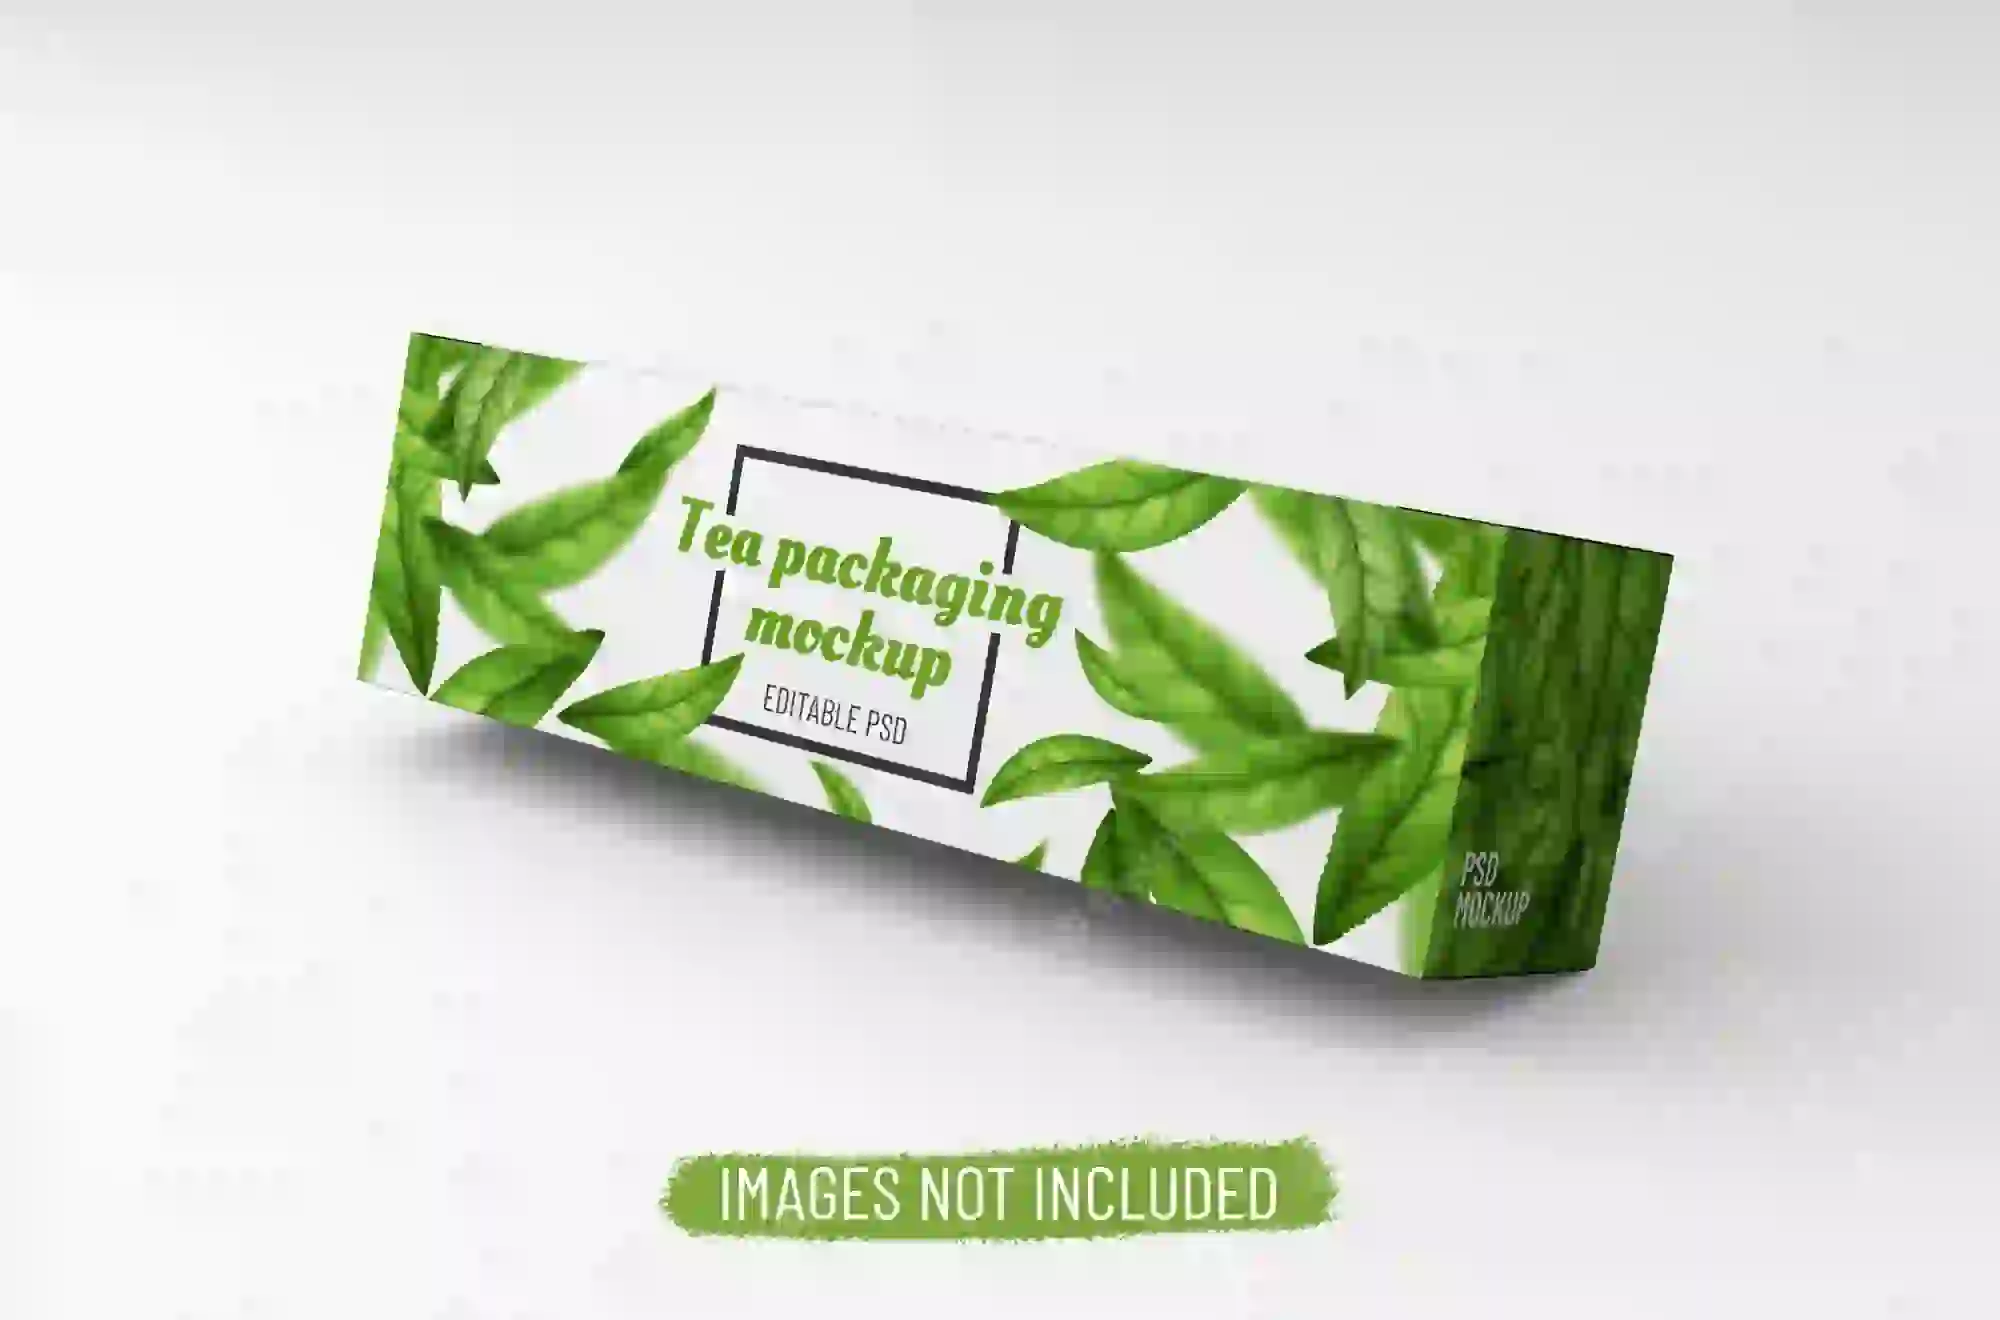 Tea packaging
mockup
EDITABLE PSD
PSD
MOCKUP
IMAGES NOT INCLUDED